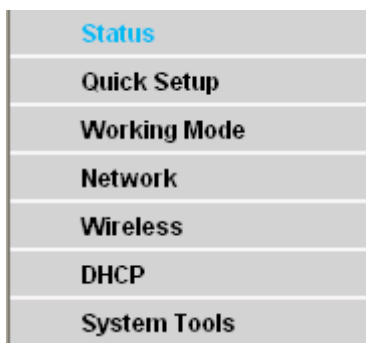 Status
Quick Setup
Working Mode
Network
Wireless
DHCP
System Tools